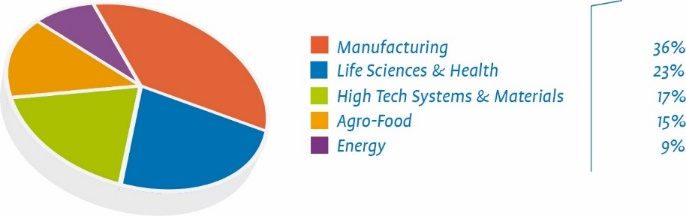 Manufacturing 36%
Life Sciences & Health 23%
High Tech Systems & Materials 17%
Agro-Food 15%
Energy 9%